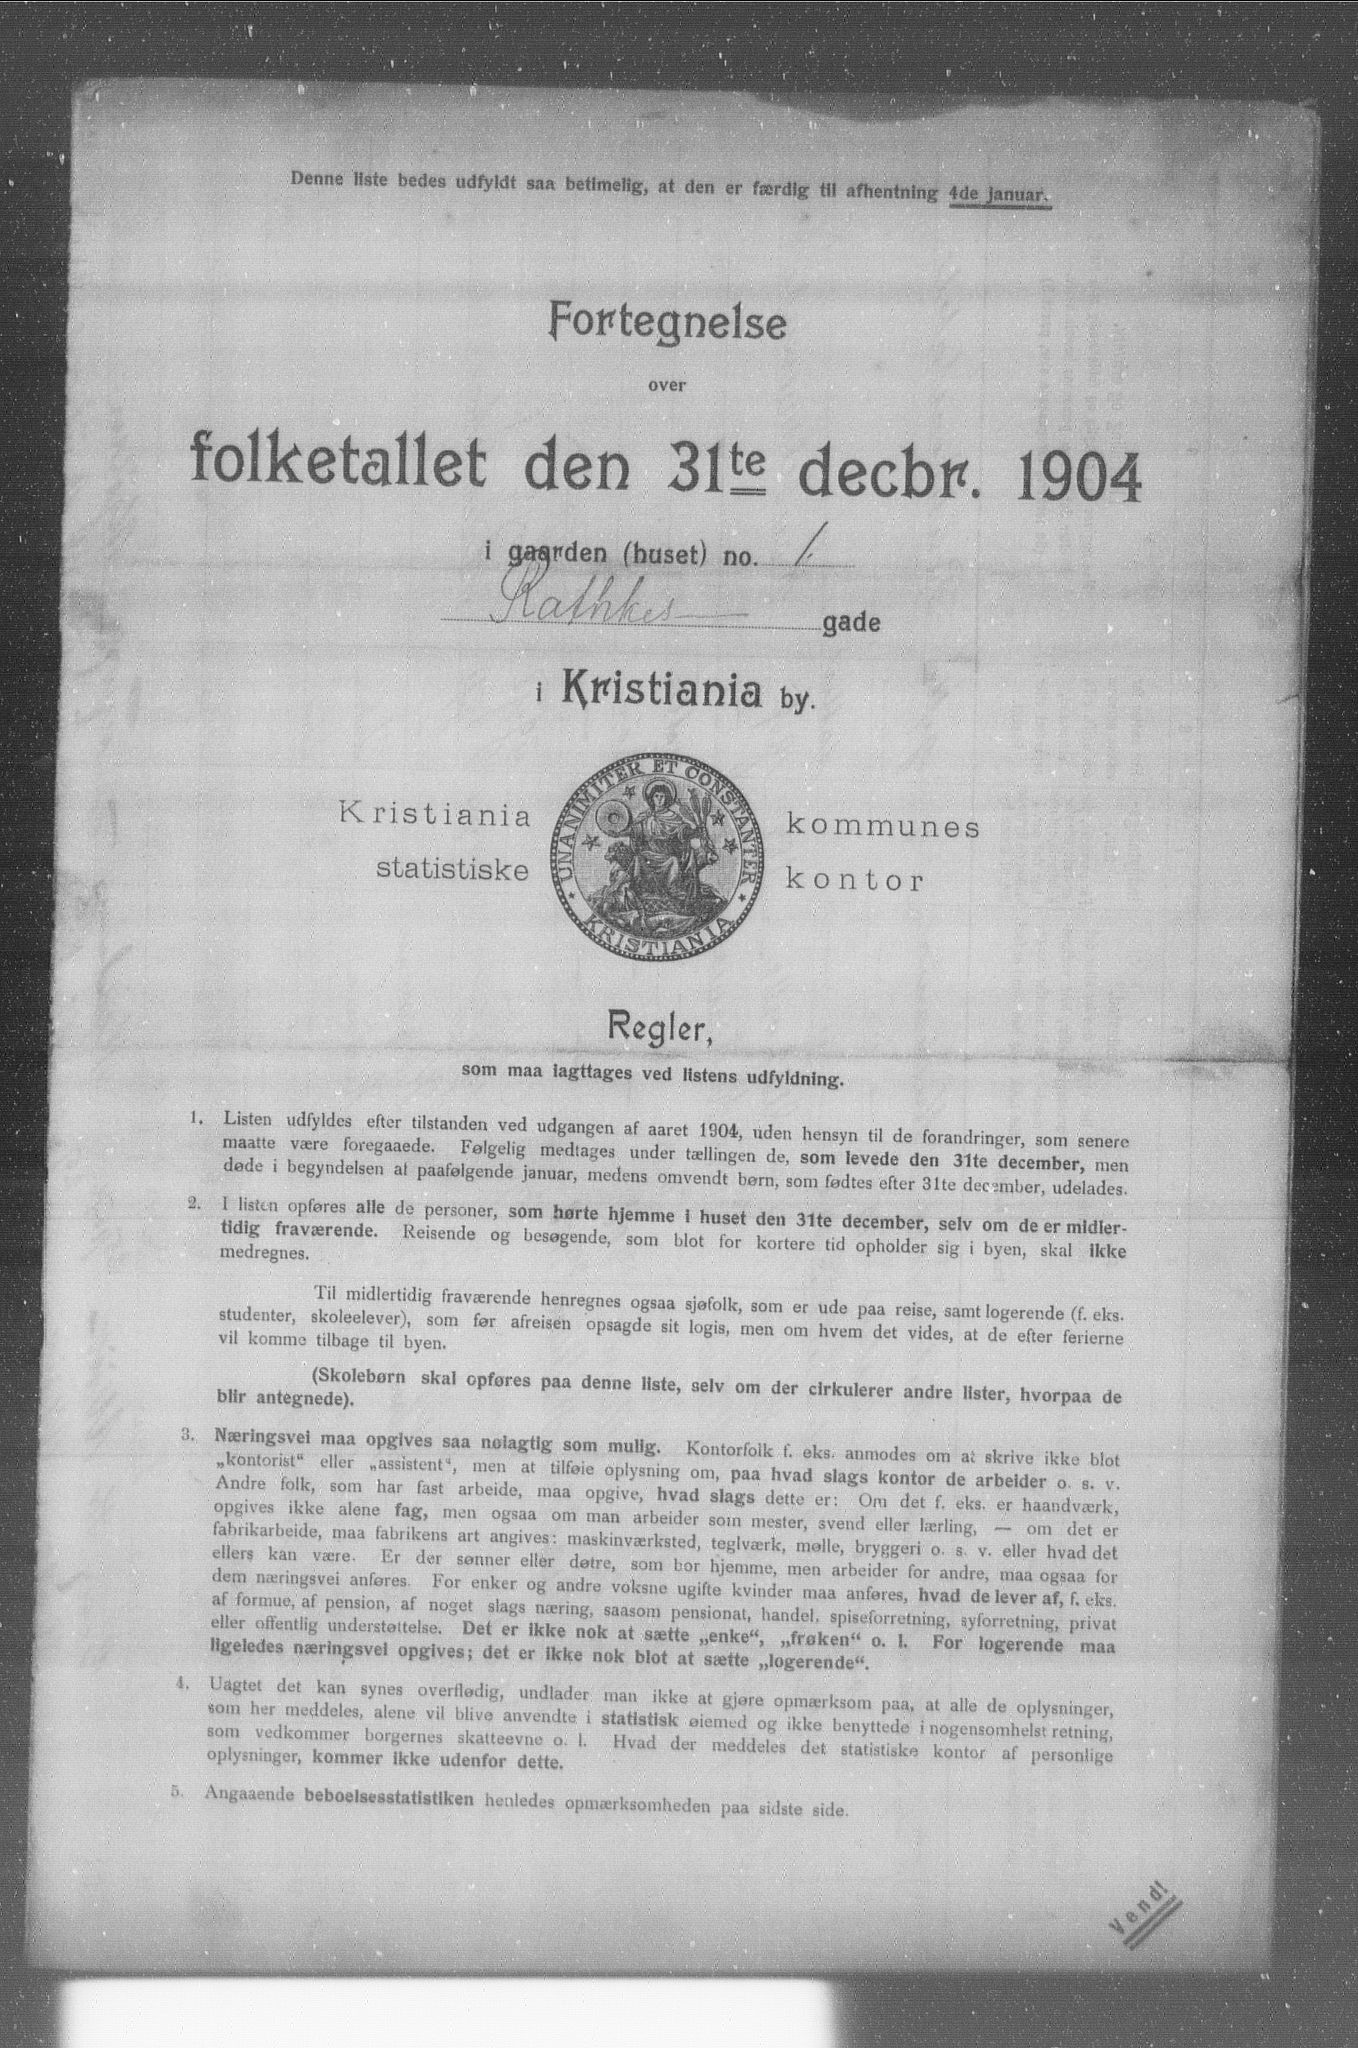 Denne liste bedes udfyldt saa betimelig, at den er færdig til afhentning 4de januar.
Fortegnelse
over
folketallet den 31te decbr. 1904
i gaarden (huset) no. 1.
Rathkes gade
i Kristiania by.
Kristiania kommunes
statistiske kontor
UNANIMITER ET CONSTANTER
KRISTIANIA
Regler,
som maa iagttages ved listens udfyldning.
1. Listen udfyldes efter tilstanden ved udgangen af aaret 1904, uden hensyn til de forandringer, som senere
maatte være foregaaede. Følgelig medtages under tællingen de, som levede den 31te december, men
døde i begyndelsen af paafølgende januar, medens omvendt børn, som fødtes efter 31te december, udelades.
2. I listen opføres alle de personer, som hørte hjemme i huset den 31te december, selv om de er midler-
tidig fraværende. Reisende og besøgende, som blot for kortere tid opholder sig i byen, skal ikke
medregnes.
Til midlertidig fraværende henregnes ogsaa sjøfolk, som er ude paa reise, samt logerende (f. eks.
studenter, skoleelever), som før afreisen opsagde sit logis, men om hvem det vides, at de efter ferierne
vil komme tilbage til byen.
(Skolebørn skal opføres paa denne liste, selv om der cirkulerer andre lister, hvorpaa de
blir antegnede).
3. Næringsvei maa opgives saa nøiagtig som mulig. Kontorfolk f. eks. anmodes om at skrive ikke blot
„kontorist“ eller „assistent“, men at tilføie oplysning om, paa hvad slags kontor de arbeider o. s. v.
Andre folk, som har fast arbeide, maa opgive, hvad slags dette er: Om det f. eks. er haandværk,
opgives ikke alene fag, men ogsaa om man arbeider som mester, svend eller lærling, — om det er
fabrikarbeide, maa fabrikens art angives: maskinværksted, teglværk, mølle, bryggeri o. s. v. eller hvad det
ellers kan være. Er der sønner eller døtre, som bor hjemme, men arbeider for andre, maa ogsaa for
dem næringsvei anføres. For enker og andre voksne ugifte kvinder maa anføres, hvad de lever af, f. eks.
af formue, af pension, af noget slags næring, saasom pensionat, handel, spiseforretning, syforretning, privat
eller offentlig understøttelse. Det er ikke nok at sætte „enke“, „frøken“ o. l. For logerende maa
ligeledes næringsvei opgives; det er ikke nok blot at sætte „logerende“.
4. Uagtet det kan synes overflødig, undlader man ikke at gjøre opmærksom paa, at alle de oplysninger,
som her meddeles, alene vil blive anvendte i statistisk øiemed og ikke benyttede i nogensomhelst retning,
som vedkommer borgernes skatteevne o. l. Hvad der meddeles det statistiske kontor af personlige
oplysninger, kommer ikke udenfor dette.
5. Angaaende beboelsesstatistiken henledes opmærksomheden paa sidste side.
Vend!